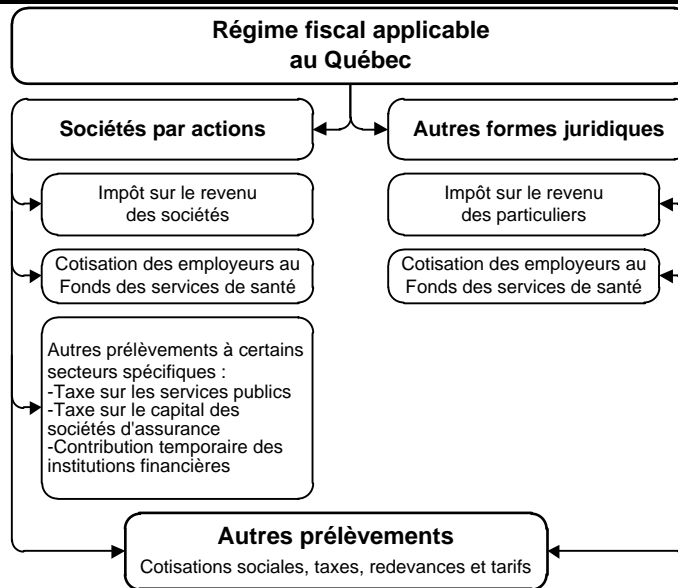 Régime fiscal applicable
au Québec
Sociétés par actions
Autres formes juridiques
Impôt sur le revenu
des sociétés
Impôt sur le revenu
des particuliers
Cotisation des employeurs au
Fonds des services de santé
Cotisation des employeurs au
Fonds des services de santé
Autres prélèvements à certains
secteurs spécifiques :
-Taxe sur les services publics
-Taxe sur le capital des
sociétés d'assurance
-Contribution temporaire des
institutions financières
Autres prélèvements
Cotisations sociales, taxes, redevances et tarifs